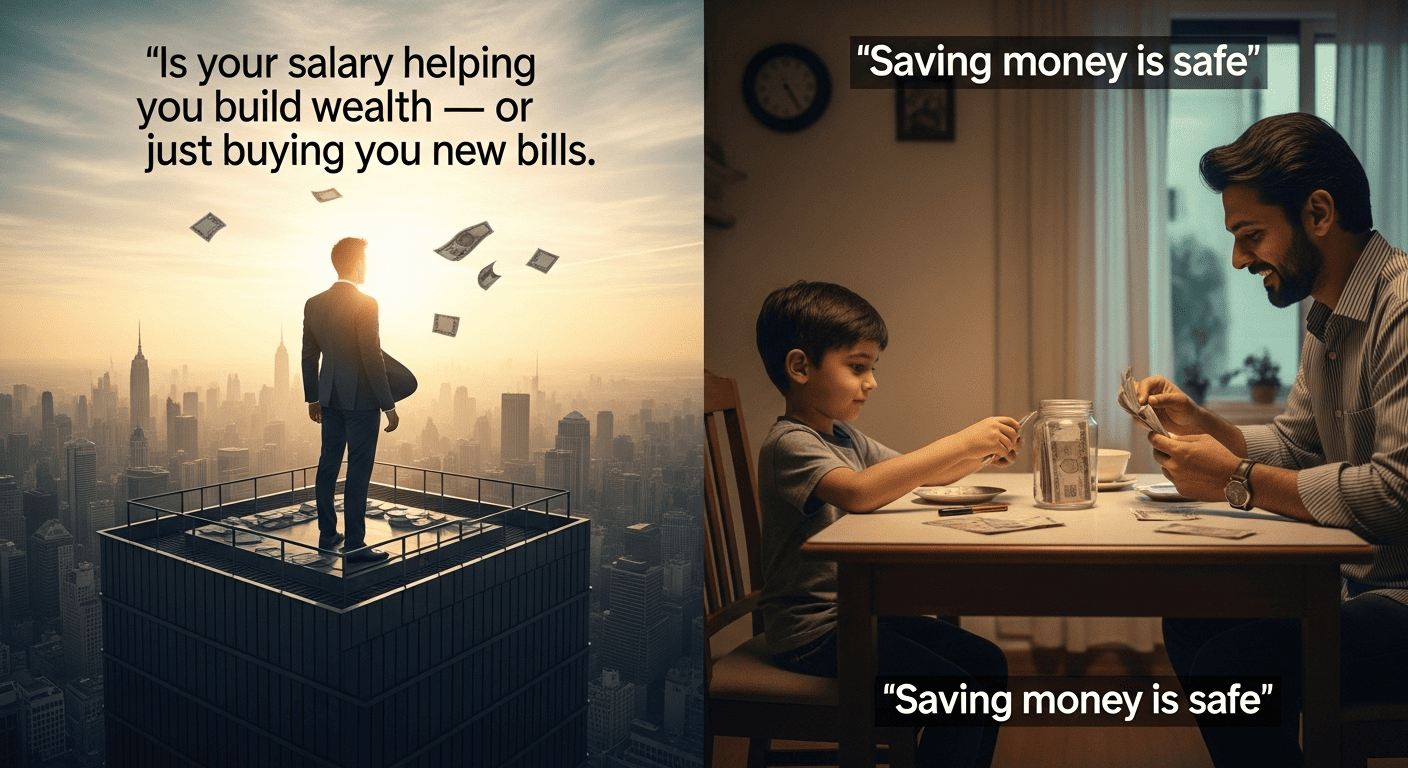 “Is your salary helping
you build wealth — or
just buying you new bills.
“Saving money is safe”
“Saving money is safe”